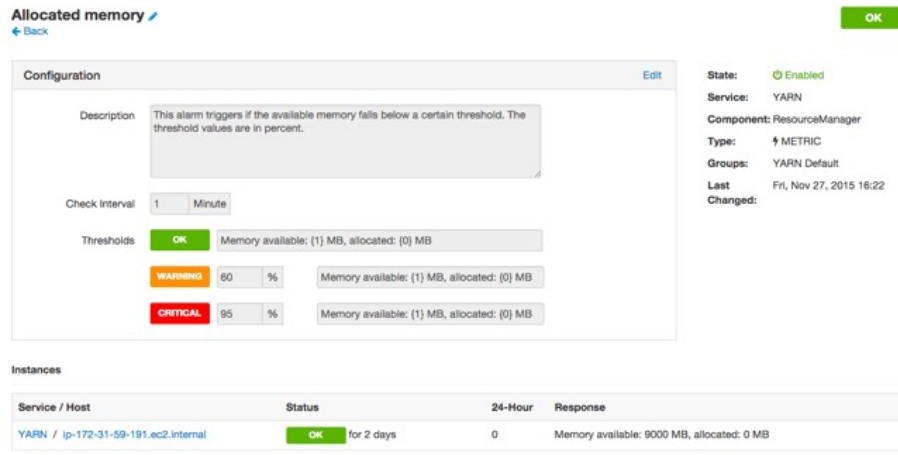 Allocated memory
Back
OK
Configuration
Edit
Description
This alarm triggers if the available memory falls below a certain threshold. The
threshold values are in percent.
Check Interval 1 Minute
Thresholds OK Memory available: {1} MB, allocated: {0} MB
WARNING 60 % Memory available: {1} MB, allocated: {0} MB
CRITICAL 95 % Memory available: {1} MB, allocated: {0} MB
State: Enabled
Service: YARN
Component: ResourceManager
Type: METRIC
Groups: YARN Default
Last Fri, Nov 27, 2015 16:22
Changed:
Instances
Service / Host Status 24-Hour Response
YARN / ip-172-31-59-191.ec2.internal OK for 2 days 0 Memory available: 9000 MB, allocated: 0 MB